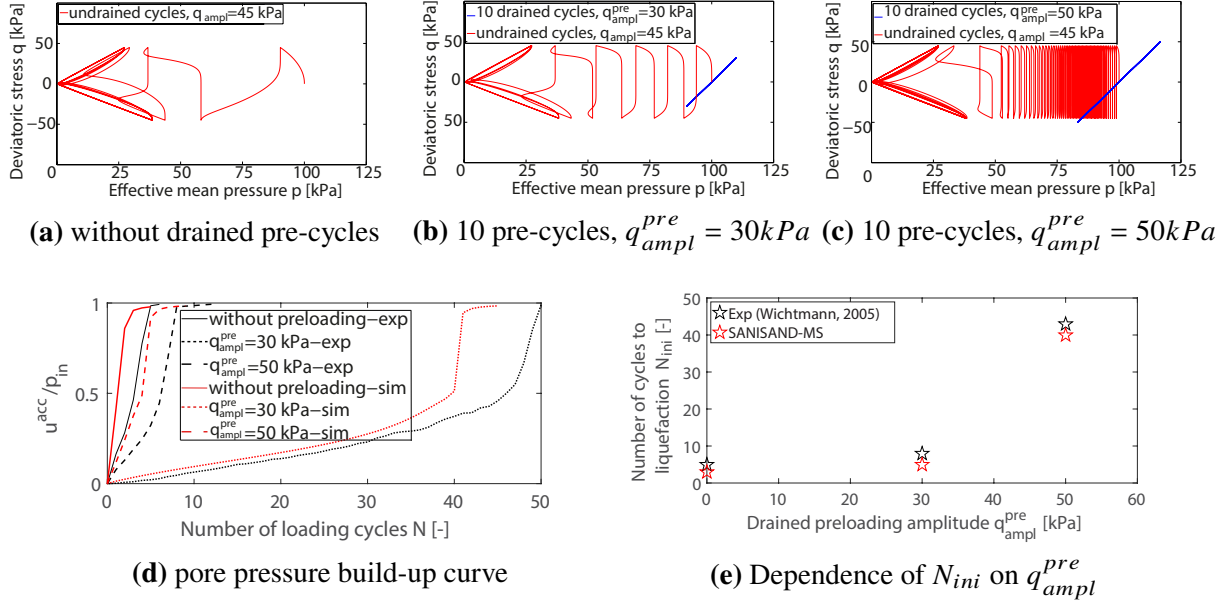 undrained cycles, q_ampl=45 kPa
Deviatoric stress q [kPa]
50
0
−50
0 25 50 75 100 125
Effective mean pressure p [kPa]
(a) without drained pre-cycles
10 drained cycles, q^pre_ampl=30 kPa
undrained cycles, q_ampl=45 kPa
Deviatoric stress q [kPa]
50
0
−50
0 25 50 75 100 125
Effective mean pressure p [kPa]
(b) 10 pre-cycles, q^pre_ampl = 30kPa
10 drained cycles, q^pre_ampl=50 kPa
undrained cycles, q_ampl=45 kPa
Deviatoric stress q [kPa]
50
0
−50
0 25 50 75 100 125
Effective mean pressure p [kPa]
(c) 10 pre-cycles, q^pre_ampl = 50kPa
u^acc/p_in
1
0.5
0
without preloading−exp
q^pre_ampl=30 kPa−exp
q^pre_ampl=50 kPa−exp
without preloading−sim
q^pre_ampl=30 kPa−sim
q^pre_ampl=50 kPa−sim
0 10 20 30 40 50
Number of loading cycles N [-]
(d) pore pressure build-up curve
Number of cycles to
liquefaction N_ini [-]
50
40
30
20
10
0
Exp (Wichtmann, 2005)
SANISAND-MS
0 10 20 30 40 50 60
Drained preloading amplitude q^pre_ampl [kPa]
(e) Dependence of N_ini on q^pre_ampl